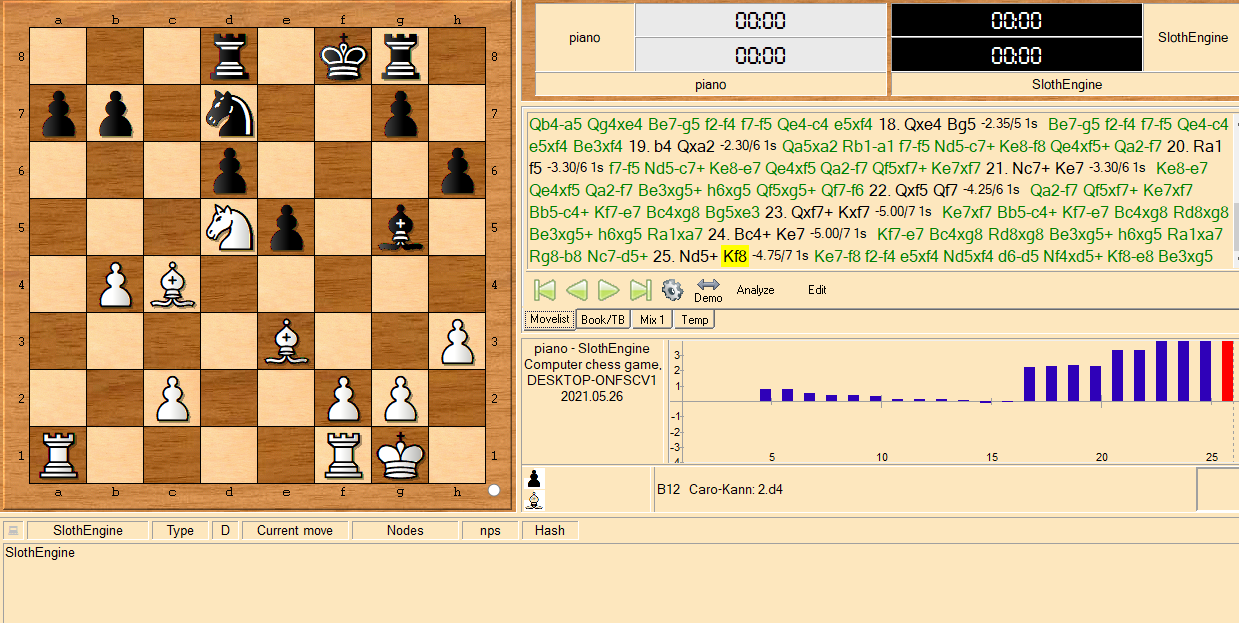 a b c d e f g h
8 8
7 7
6 6
5 5
4 4
3 3
2 2
1 1
a b c d e f g h
piano 00:00 00:00 SlothEngine
00:00 00:00
piano SlothEngine
Qb4-a5 Qg4xe4 Be7-g5 f2-f4 f7-f5 Qe4-c4 e5xf4 18. Qxe4 Bg5 -2.35/5 1s Be7-g5 f2-f4 f7-f5 Qe4-c4
e5xf4 Be3xf4 19. b4 Qxa2 -2.30/6 1s Qa5xa2 Rb1-a1 f7-f5 Nd5-c7+ Ke8-f8 Qe4xf5+ Qa2-f7 20. Ra1
f5 -3.30/6 1s f7-f5 Nd5-c7+ Ke8-e7 Qe4xf5 Qa2-f7 Qf5xf7+ Ke7xf7 21. Nc7+ Ke7 -3.30/6 1s Ke8-e7
Qe4xf5 Qa2-f7 Be3xg5+ h6xg5 Qf5xg5+ Qf7-f6 22. Qxf5 Qf7 -4.25/6 1s Qa2-f7 Qf5xf7+ Ke7xf7
Bb5-c4+ Kf7-e7 Bc4xg8 Bg5xe3 23. Qxf7+ Kxf7 -5.00/7 1s Ke7xf7 Bb5-c4+ Kf7-e7 Bc4xg8 Rd8xg8
Be3xg5+ h6xg5 Ra1xa7 24. Bc4+ Ke7 -5.00/7 1s Kf7-e7 Bc4xg8 Rd8xg8 Be3xg5+ h6xg5 Ra1xa7
Rg8-b8 Nc7-d5+ 25. Nd5+ Kf8 -4.75/7 1s Ke7-f8 f2-f4 e5xf4 Nd5xf4 d6-d5 Nf4xd5+ Kf8-e8 Be3xg5
Demo Analyze Edit
Movelist Book/TB Mix 1 Temp
piano - SlothEngine
Computer chess game,
DESKTOP-ONFSCV1
2021.05.26
3
2
1
-1
-2
-3
4
5 10 15 20 25
B12 Caro-Kann: 2.d4
SlothEngine Type D Current move Nodes nps Hash
SlothEngine